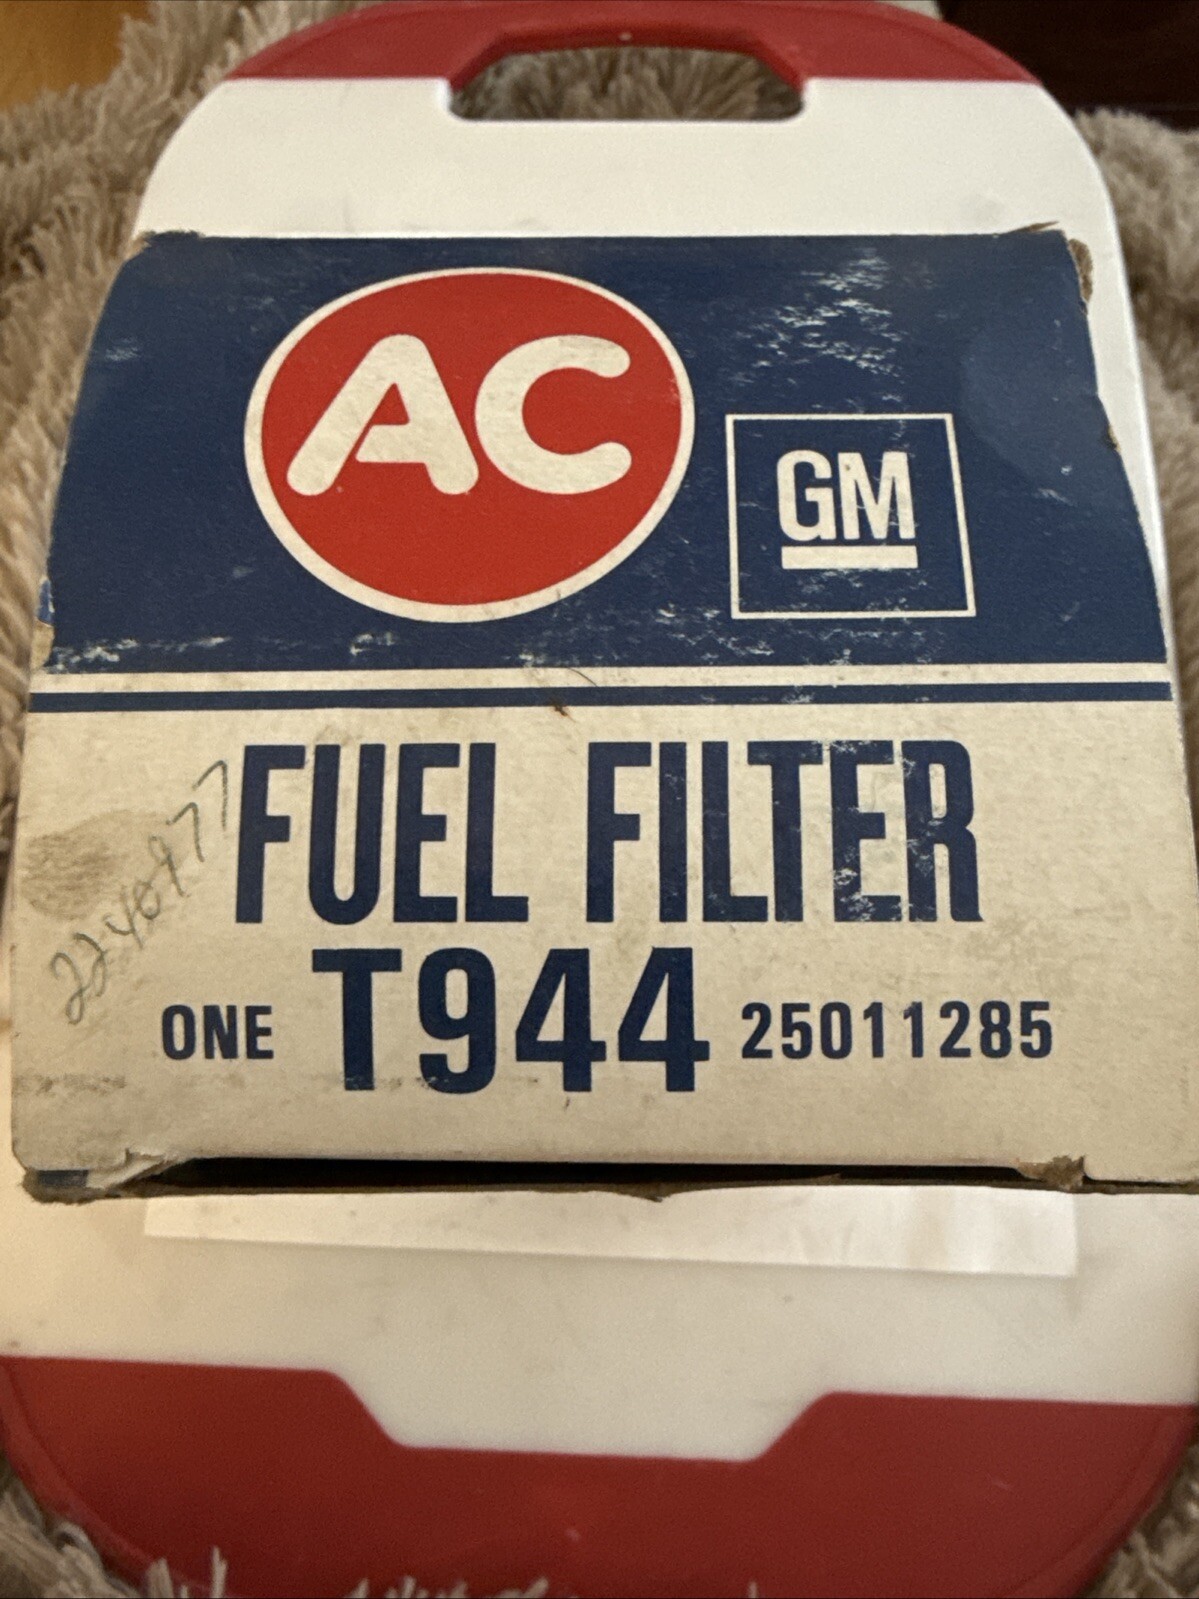 AC
GM
FUEL FILTER
ONE T944 25011285